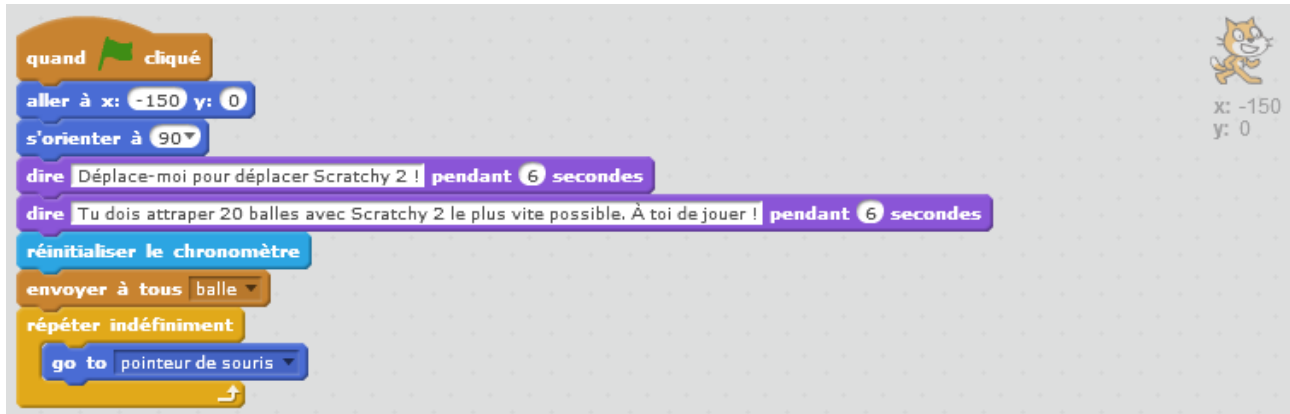 quand cliqué
aller à x: -150 y: 0
s'orienter à 90
dire Déplace-moi pour déplacer Scratchy 2 ! pendant 6 secondes
dire Tu dois attraper 20 balles avec Scratchy 2 le plus vite possible. À toi de jouer ! pendant 6 secondes
réinitialiser le chronomètre
envoyer à tous balle
répéter indéfiniment
go to pointeur de souris
x: -150
y: 0